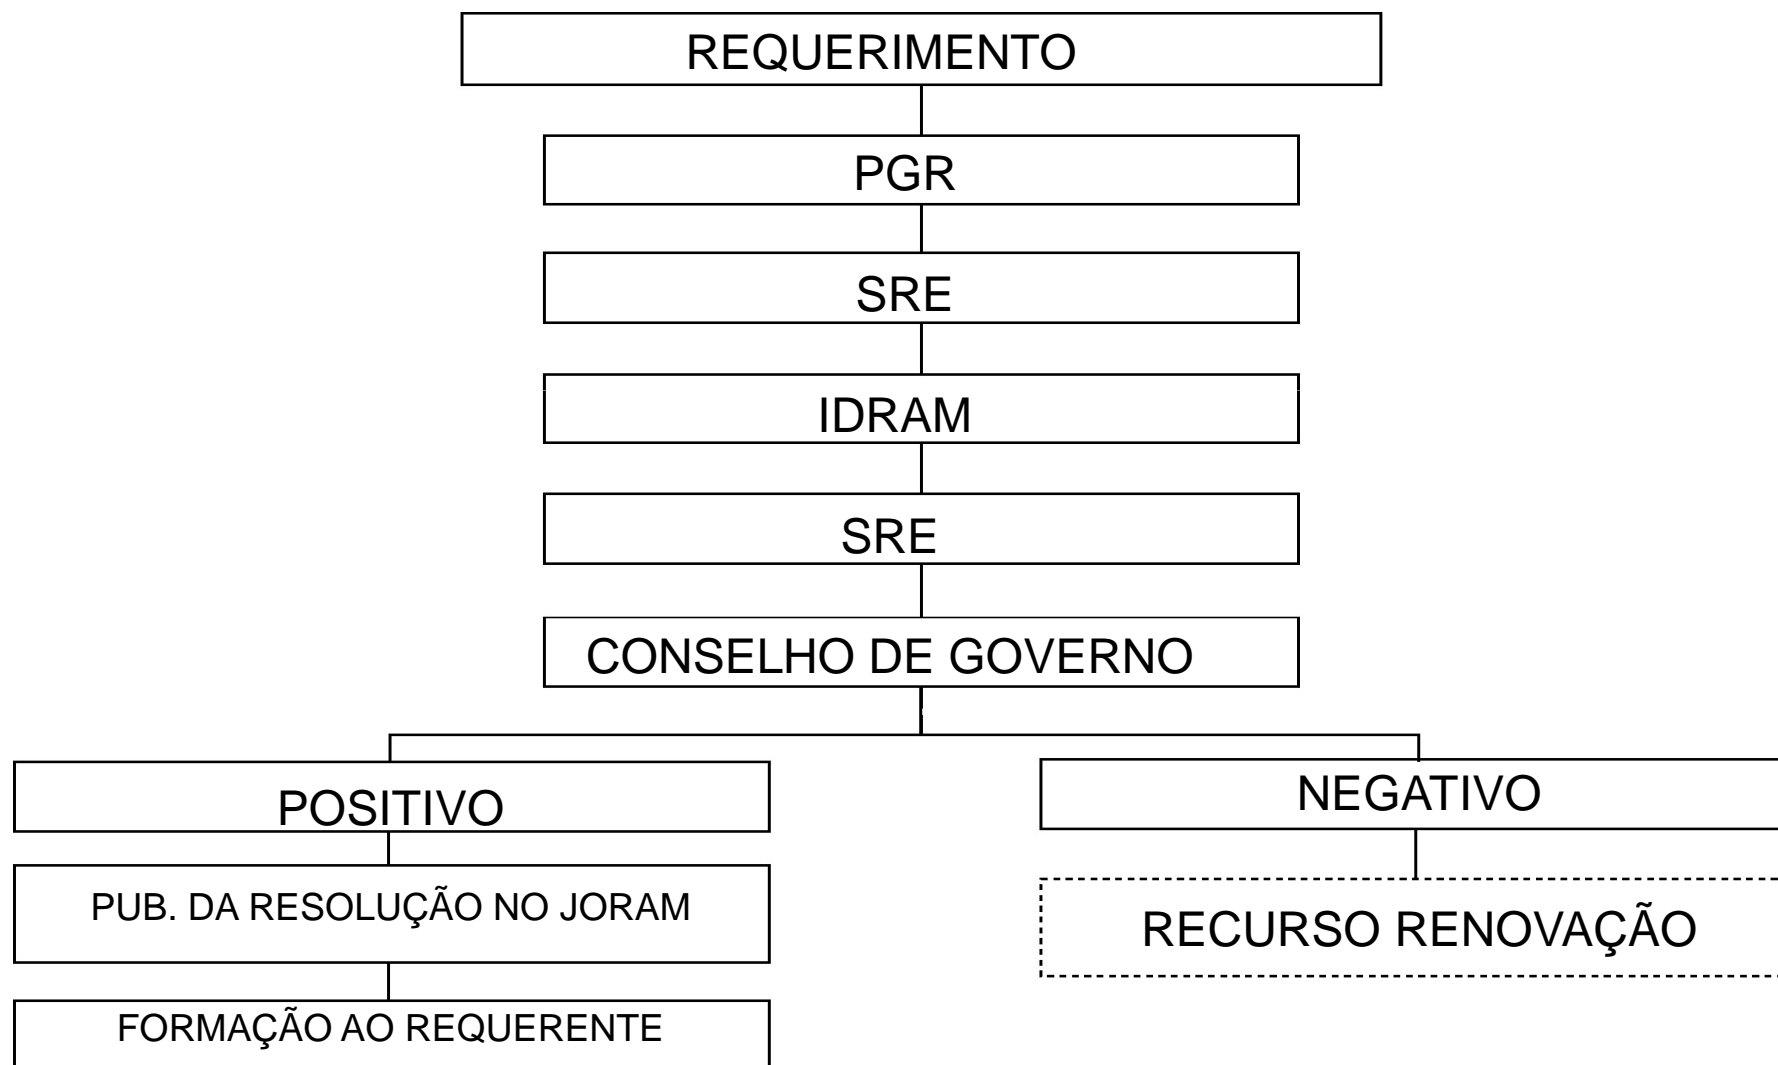 REQUERIMENTO
PGR
SRE
IDRAM
SRE
CONSELHO DE GOVERNO
POSITIVO
NEGATIVO
PUB. DA RESOLUÇÃO NO JORAM
RECURSO RENOVAÇÃO
FORMAÇÃO AO REQUERENTE